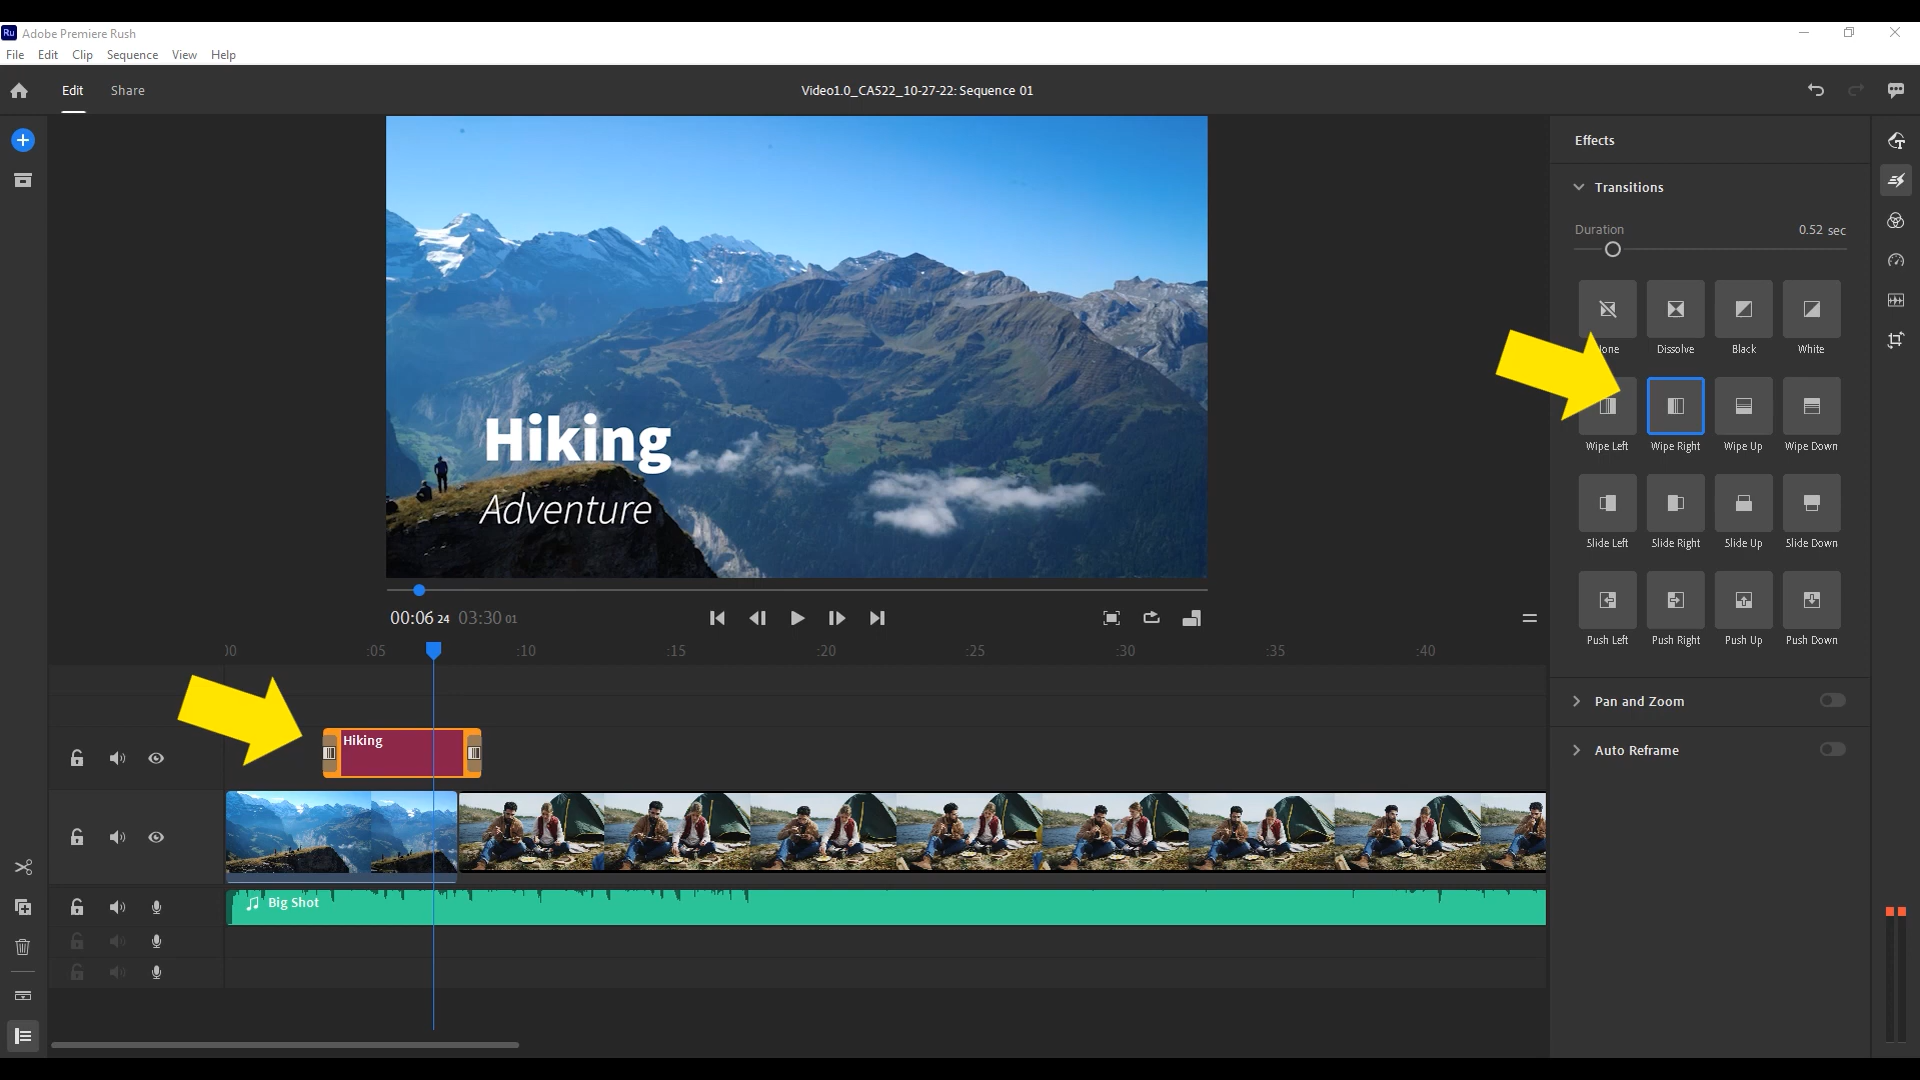 Ru Adobe Premiere Rush
File Edit Clip Sequence View Help
Edit Share Video1.0_CA522_10-27-22: Sequence 01
Effects
Transitions
Duration 0.52 sec
one Dissolve Black White
Wipe Left Wipe Right Wipe Up Wipe Down
Slide Left Slide Right Slide Up Slide Down
Push Left Push Right Push Up Push Down
Pan and Zoom
Auto Reframe
Hiking
Adventure
00:06 24 03:30 01
00 :05 :10 :15 :20 :25 :30 :35 :40
Hiking
Big Shot